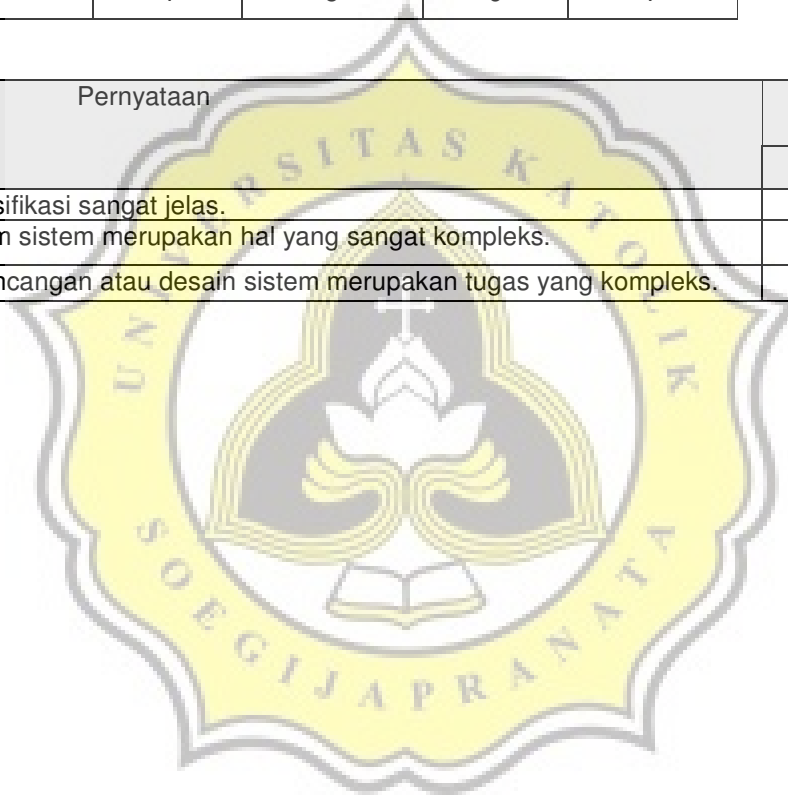 Pernyataan
sifikasi sangat jelas.
sistem merupakan hal yang sangat kompleks.
ncangan atau desain sistem merupakan tugas yang kompleks.
UNIVERSITAS KATOLIK
SOEGIJAPRANATA